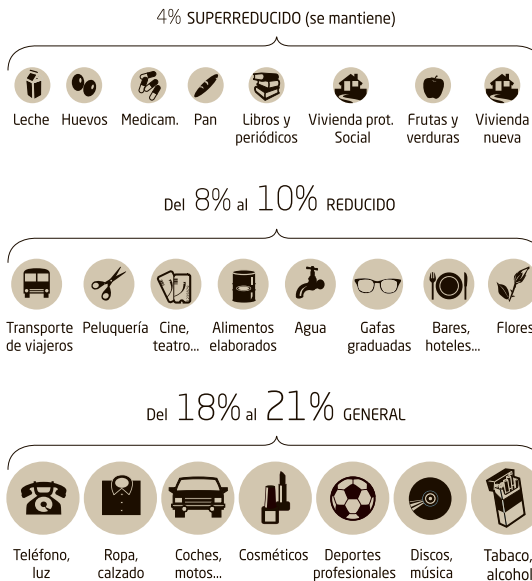 4% SUPERREDUCIDO (se mantiene)
Leche Huevos Medicam. Pan Libros y Vivienda prot. Frutas y Vivienda
periódicos Social verduras nueva
Del 8% al 10% REDUCIDO
Transporte Peluquería Cine, Alimentos Agua Gafas Bares, Flores
de viajeros teatro... elaborados graduadas hoteles...
Del 18% al 21% GENERAL
Teléfono, Ropa, Coches, Cosméticos Deportes Discos, Tabaco,
luz calzado motos... profesionales música alcohol